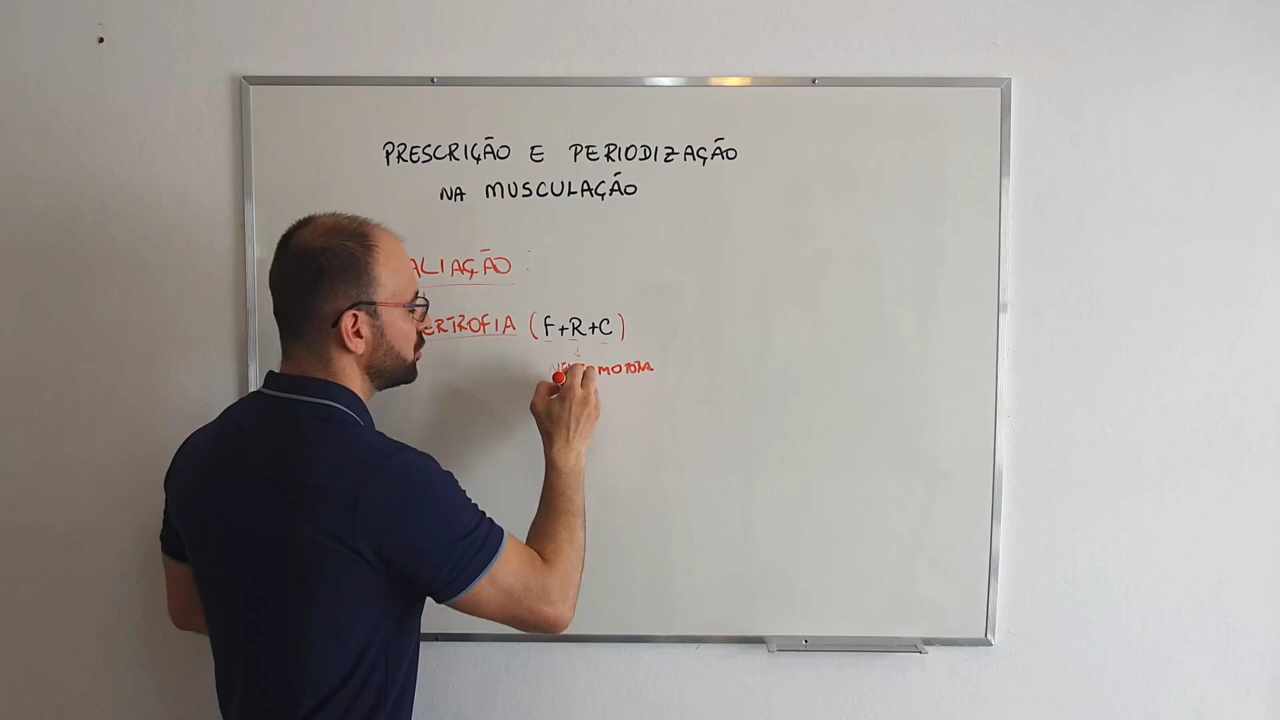 PRESCRIÇÃO E PERIODIZAÇÃO
NA MUSCULAÇÃO
ALIAÇÃO :
ERTROFIA (F+R+C)
MOTORA